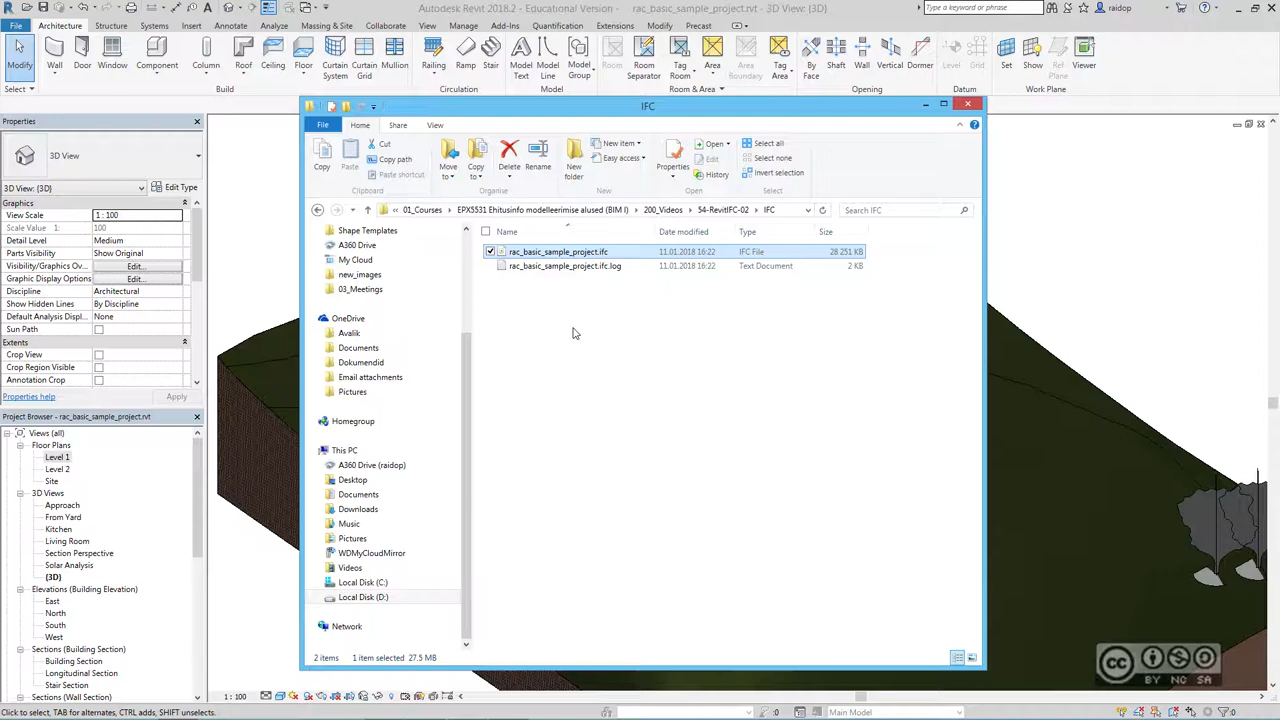 Autodesk Revit 2018.2 - Educational Version - rac_basic_sample_project.rvt - 3D View: {3D}
Type a keyword or phrase
raidop
File Architecture Structure Systems Insert Annotate Analyze Massing & Site Collaborate View Manage Add-Ins Quantification Site Designer Extensions Modify Precast
Modify Wall Door Window Component Column Roof Ceiling Floor Curtain System Curtain Grid Mullion Railing Ramp Stair Model Text Model Line Model Group Room Room Separator Tag Room Area Area Boundary Tag Area By Face Shaft Wall Vertical Dormer Level Grid Set Show Ref Plane Viewer
Select Build Circulation Model Room & Area Opening Datum Work Plane
Properties
3D View
3D View: {3D} Edit Type
Graphics
View Scale 1 : 100
Scale Value 1: 100
Detail Level Medium
Parts Visibility Show Original
Visibility/Graphics Ov... Edit...
Graphic Display Options Edit...
Discipline Architectural
Show Hidden Lines By Discipline
Default Analysis Displ... None
Sun Path
Extents
Crop View
Crop Region Visible
Annotation Crop
Properties help Apply
Project Browser - rac_basic_sample_project.rvt
Views (all)
Floor Plans
Level 1
Level 2
Site
3D Views
Approach
From Yard
Kitchen
Living Room
Section Perspective
Solar Analysis
{3D}
Elevations (Building Elevation)
East
North
South
West
Sections (Building Section)
Building Section
Longitudinal Section
Stair Section
Sections (Wall Section)
IFC
File Home Share View
Copy Paste Cut Copy path Paste shortcut
Move to Copy to Delete Rename
New folder New item Easy access
Properties Open Edit History
Select all Select none Invert selection
Clipboard Organise New Open Select
« 01_Courses EPX5531 Ehitusinfo modelleerimise alused (BIM I) 200_Videos 54-RevitIFC-02 IFC
Search IFC
Name Date modified Type Size
rac_basic_sample_project.ifc 11.01.2018 16:22 IFC File 28 251 KB
rac_basic_sample_project.ifc.log 11.01.2018 16:22 Text Document 2 KB
Shape Templates
A360 Drive
My Cloud
new_images
03_Meetings
OneDrive
Avalik
Documents
Dokumendid
Email attachments
Pictures
Homegroup
This PC
A360 Drive (raidop)
Desktop
Documents
Downloads
Music
Pictures
WDMyCloudMirror
Videos
Local Disk (C:)
Local Disk (D:)
Network
2 items 1 item selected 27.5 MB
cc BY NC SA
1 : 100
Click to select, TAB for alternates, CTRL adds, SHIFT unselects.
:0 Main Model :0